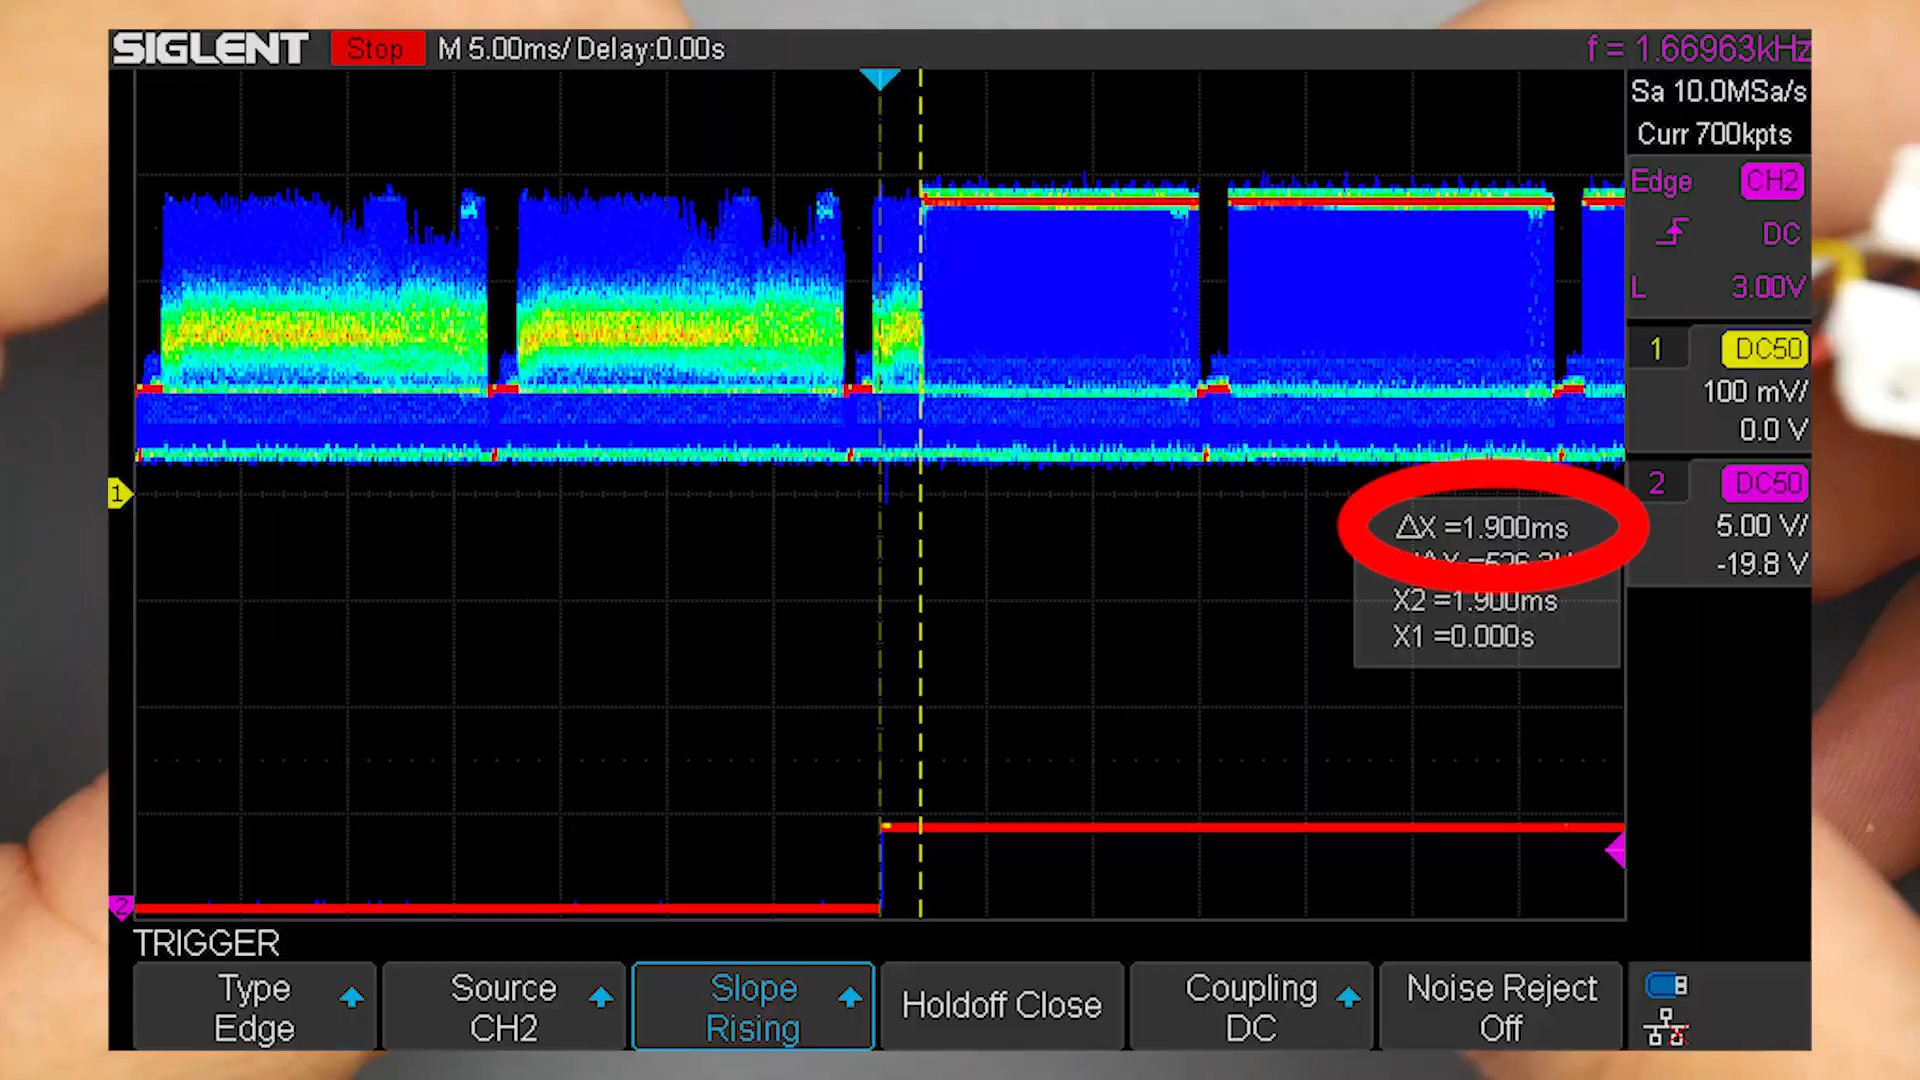 SIGLENT Stop M 5.00ms/ Delay:0.00s f = 1.66963kHz
Sa 10.0MSa/s
Curr 700kpts
Edge CH2
DC
L 3.00V
1 DC50
100 mV/
0.0 V
2 DC50
5.00 V/
-19.8 V
1
ΔX =1.900ms
X2 =1.900ms
X1 =0.000s
2
TRIGGER
Type
Edge
Source
CH2
Slope
Rising
Holdoff Close
Coupling
DC
Noise Reject
Off